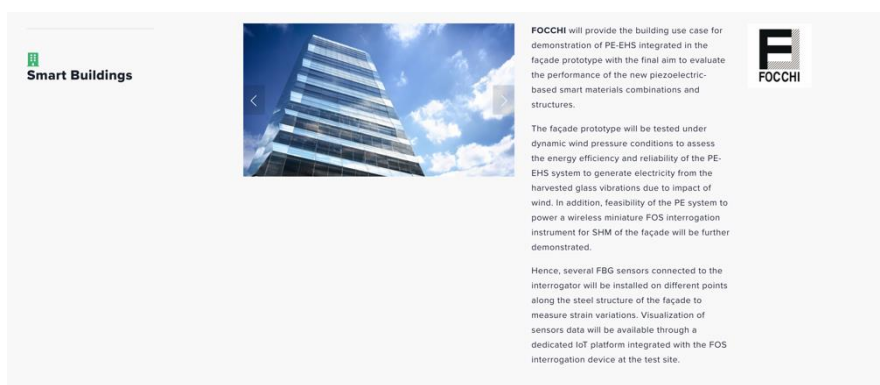 Smart Buildings
FOCCHI will provide the building use case for
demonstration of PE-EHS integrated in the
façade prototype with the final aim to evaluate
the performance of the new piezoelectric-
based smart materials combinations and
structures.
The façade prototype will be tested under
dynamic wind pressure conditions to assess
the energy efficiency and reliability of the PE-
EHS system to generate electricity from the
harvested glass vibrations due to impact of
wind. In addition, feasibility of the PE system to
power a wireless miniature FOS interrogation
instrument for SHM of the façade will be further
demonstrated.
Hence, several FBG sensors connected to the
interrogator will be installed on different points
along the steel structure of the façade to
measure strain variations. Visualization of
sensors data will be available through a
dedicated IoT platform integrated with the FOS
interrogation device at the test site.
FOCCHI